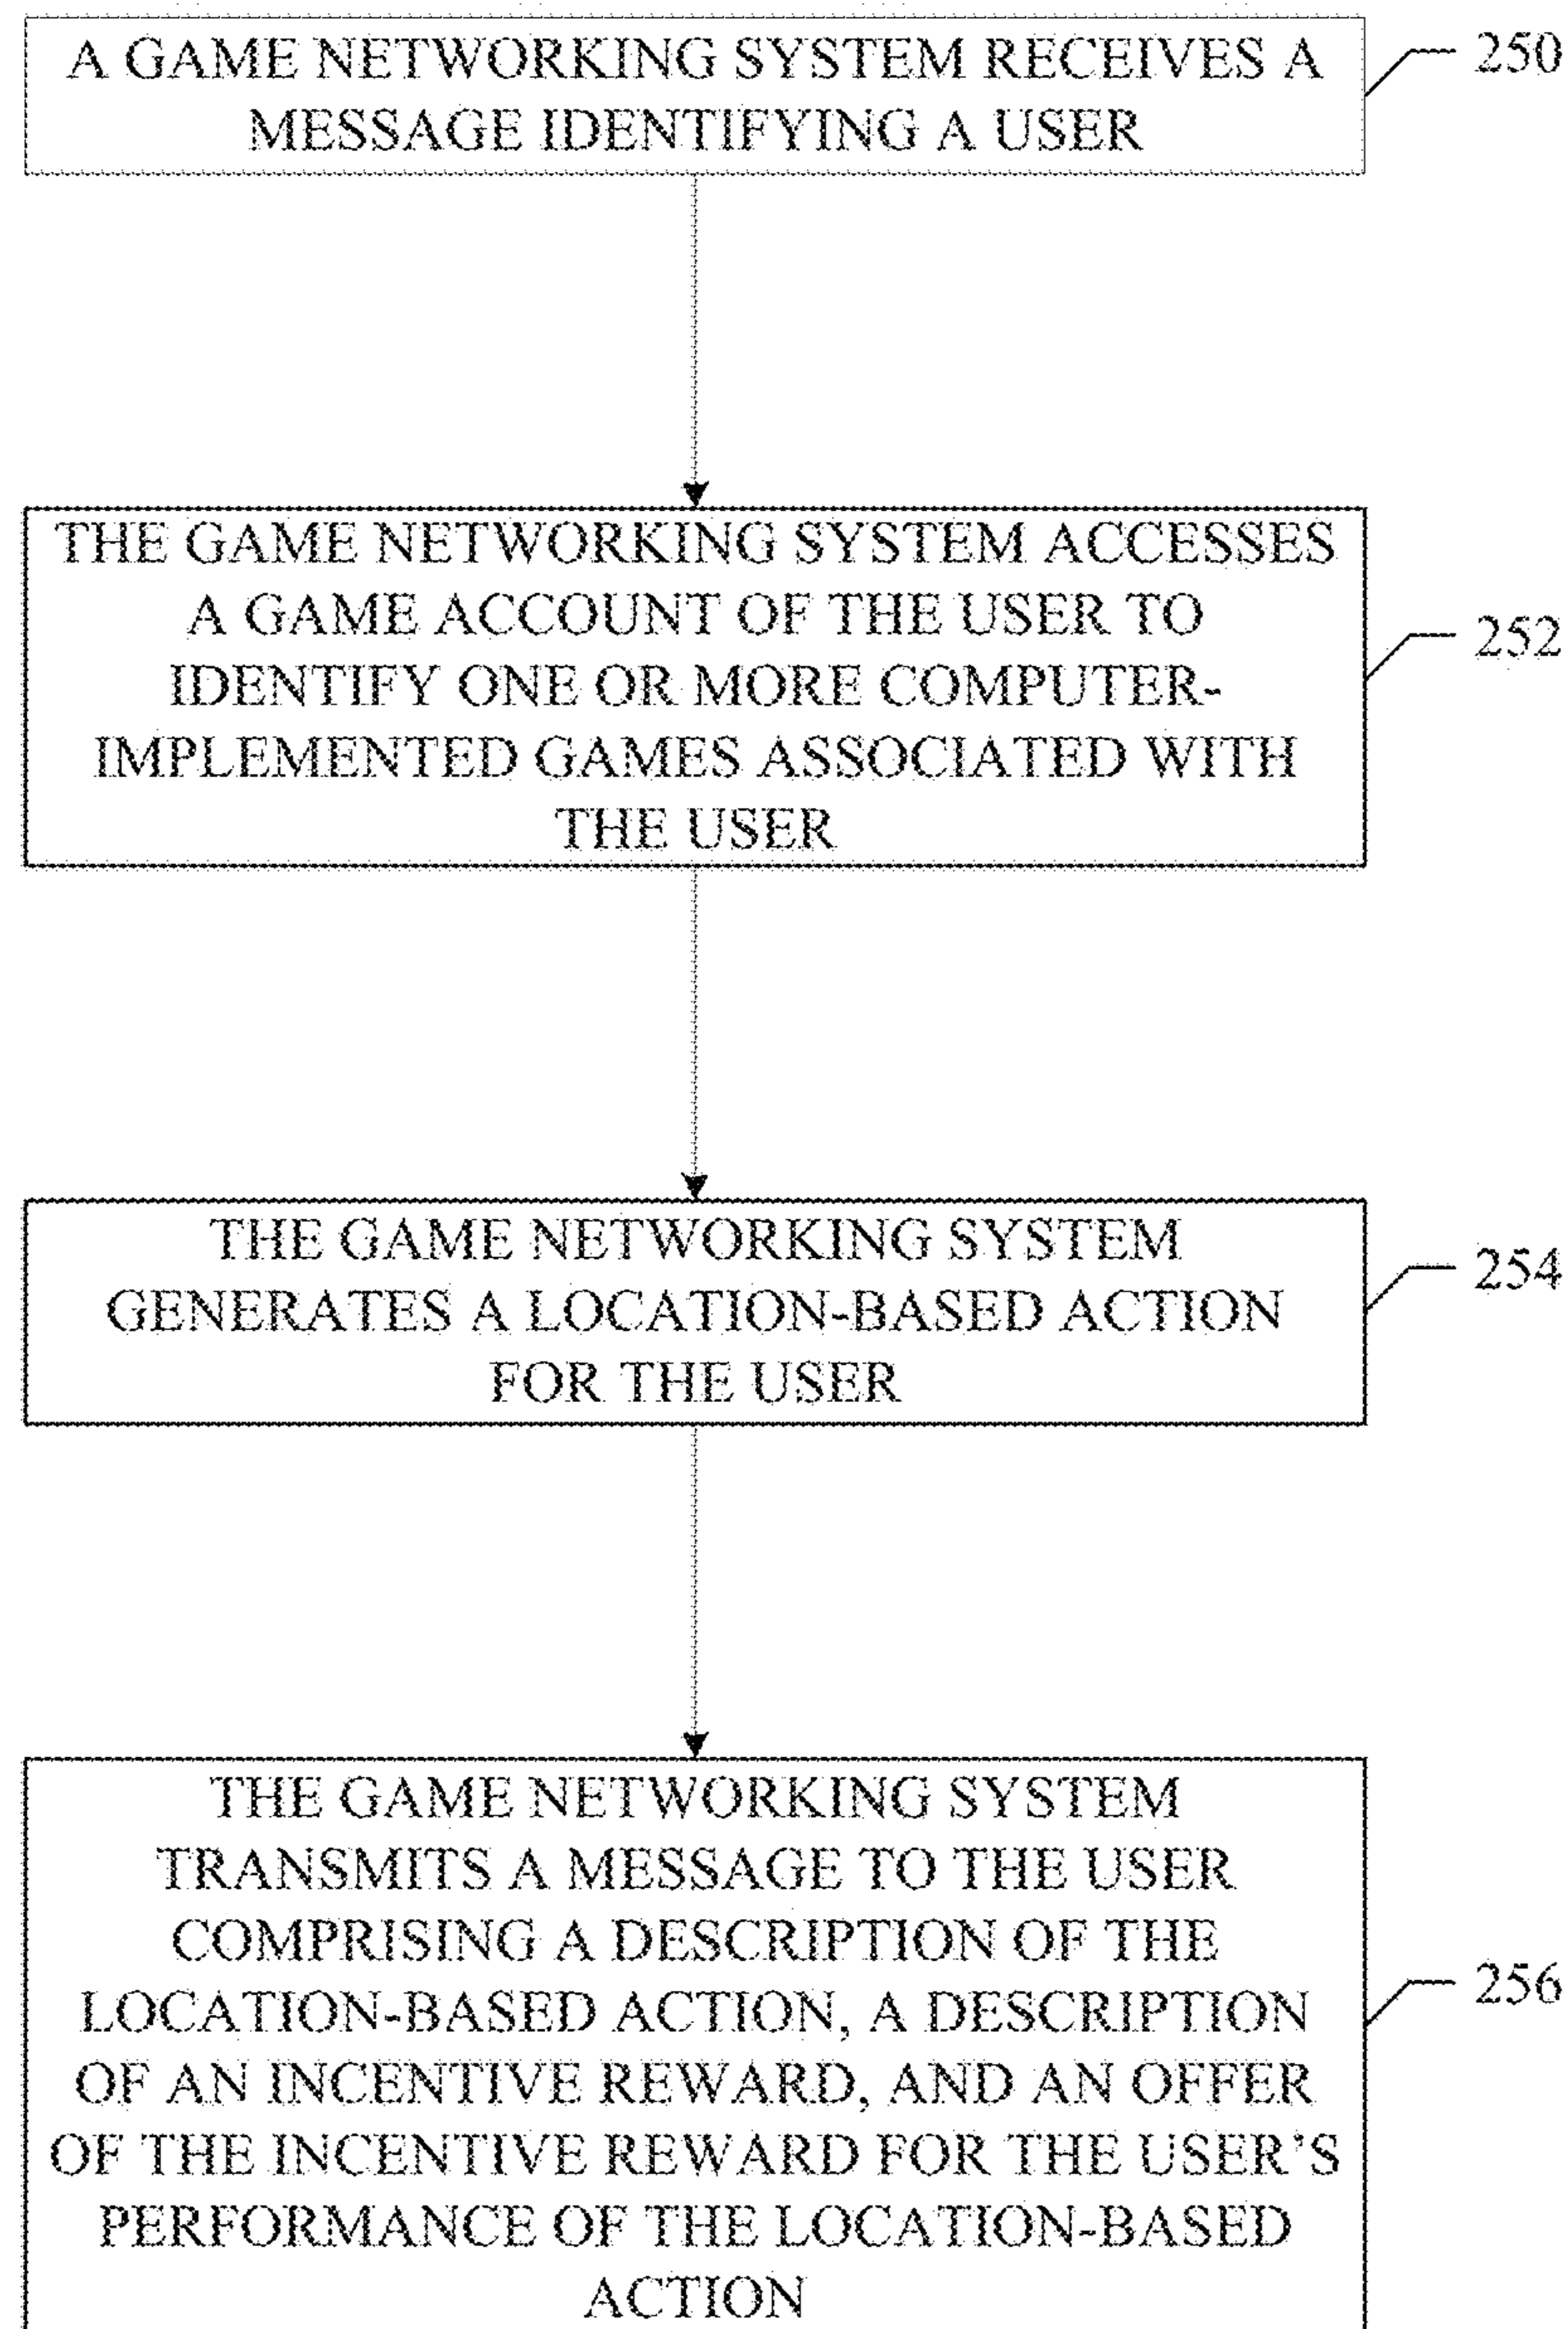 A GAME NETWORKING SYSTEM RECEIVES A
MESSAGE IDENTIFYING A USER
250
THE GAME NETWORKING SYSTEM ACCESSES
A GAME ACCOUNT OF THE USER TO
IDENTIFY ONE OR MORE COMPUTER-
IMPLEMENTED GAMES ASSOCIATED WITH
THE USER
252
THE GAME NETWORKING SYSTEM
GENERATES A LOCATION-BASED ACTION
FOR THE USER
254
THE GAME NETWORKING SYSTEM
TRANSMITS A MESSAGE TO THE USER
COMPRISING A DESCRIPTION OF THE
LOCATION-BASED ACTION, A DESCRIPTION
OF AN INCENTIVE REWARD, AND AN OFFER
OF THE INCENTIVE REWARD FOR THE USER'S
PERFORMANCE OF THE LOCATION-BASED
ACTION
256